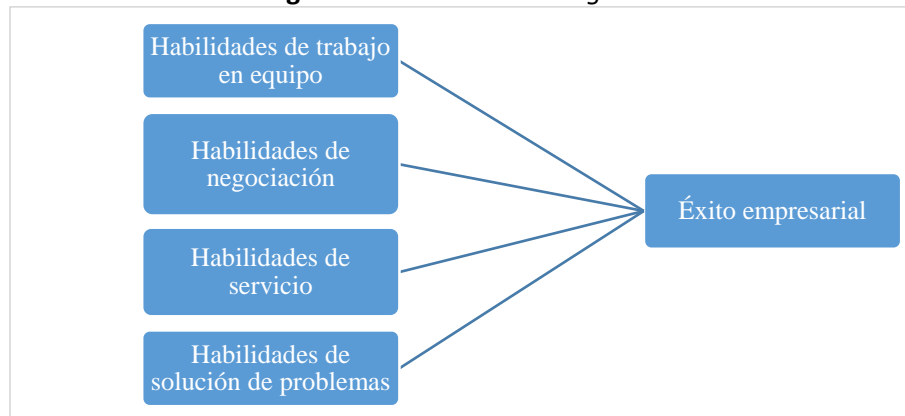 Habilidades de trabajo
en equipo
Habilidades de
negociación
Éxito empresarial
Habilidades de
servicio
Habilidades de
solución de problemas